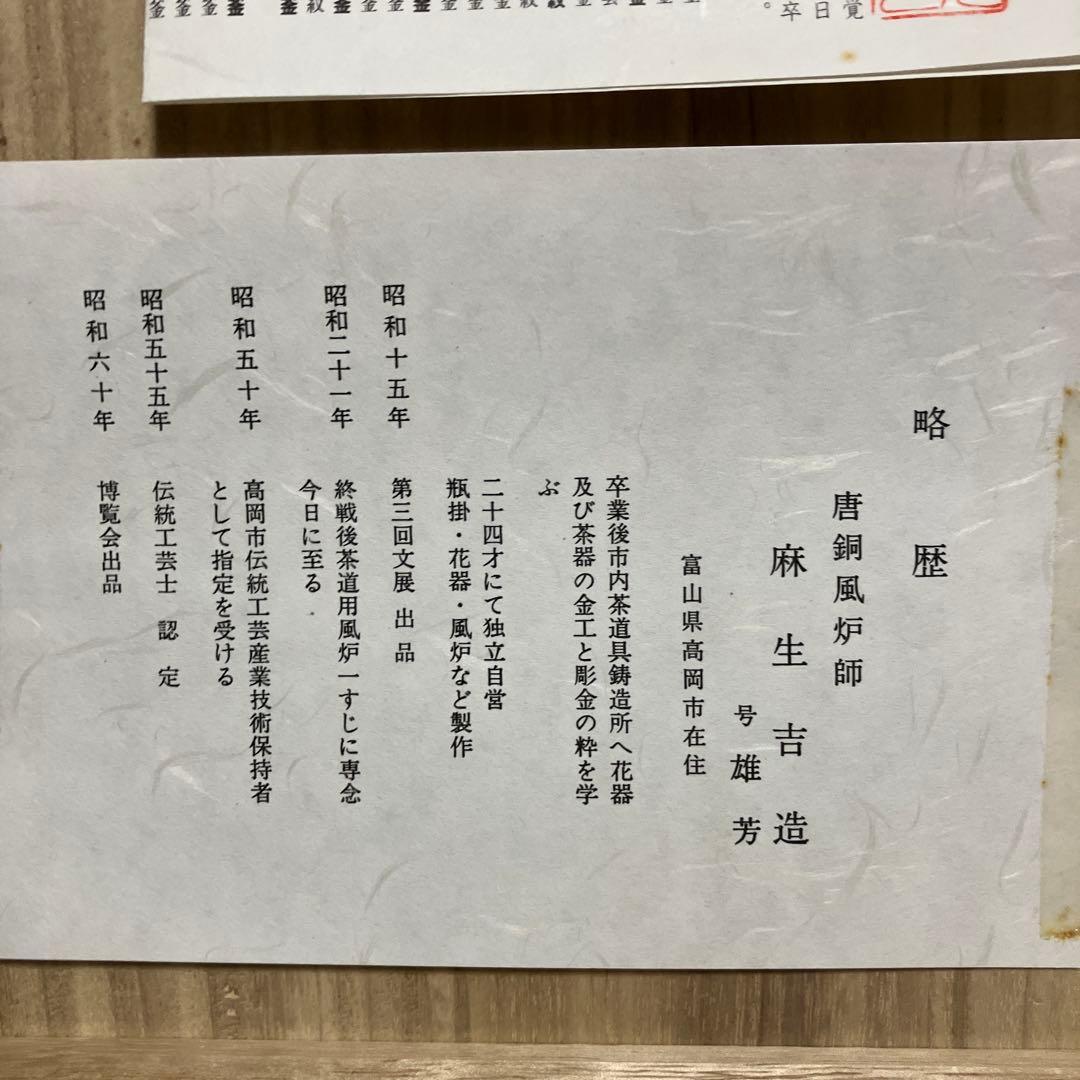 覚
日
卒。
略歴
唐銅風炉師
麻生吉造
号 雄芳
富山県高岡市在住
卒業後市内茶道具鋳造所へ花器
及び茶器の金工と彫金の粋を学
ぶ
二十四才にて独立自営
瓶掛・花器・風炉など製作
昭和十五年 第三回文展出品
昭和二十一年 終戦後茶道用風炉一すじに専念
今日に至る
昭和五十年 高岡市伝統工芸産業技術保持者
として指定を受ける
昭和五十五年 伝統工芸士 認定
昭和六十年 博覧会出品